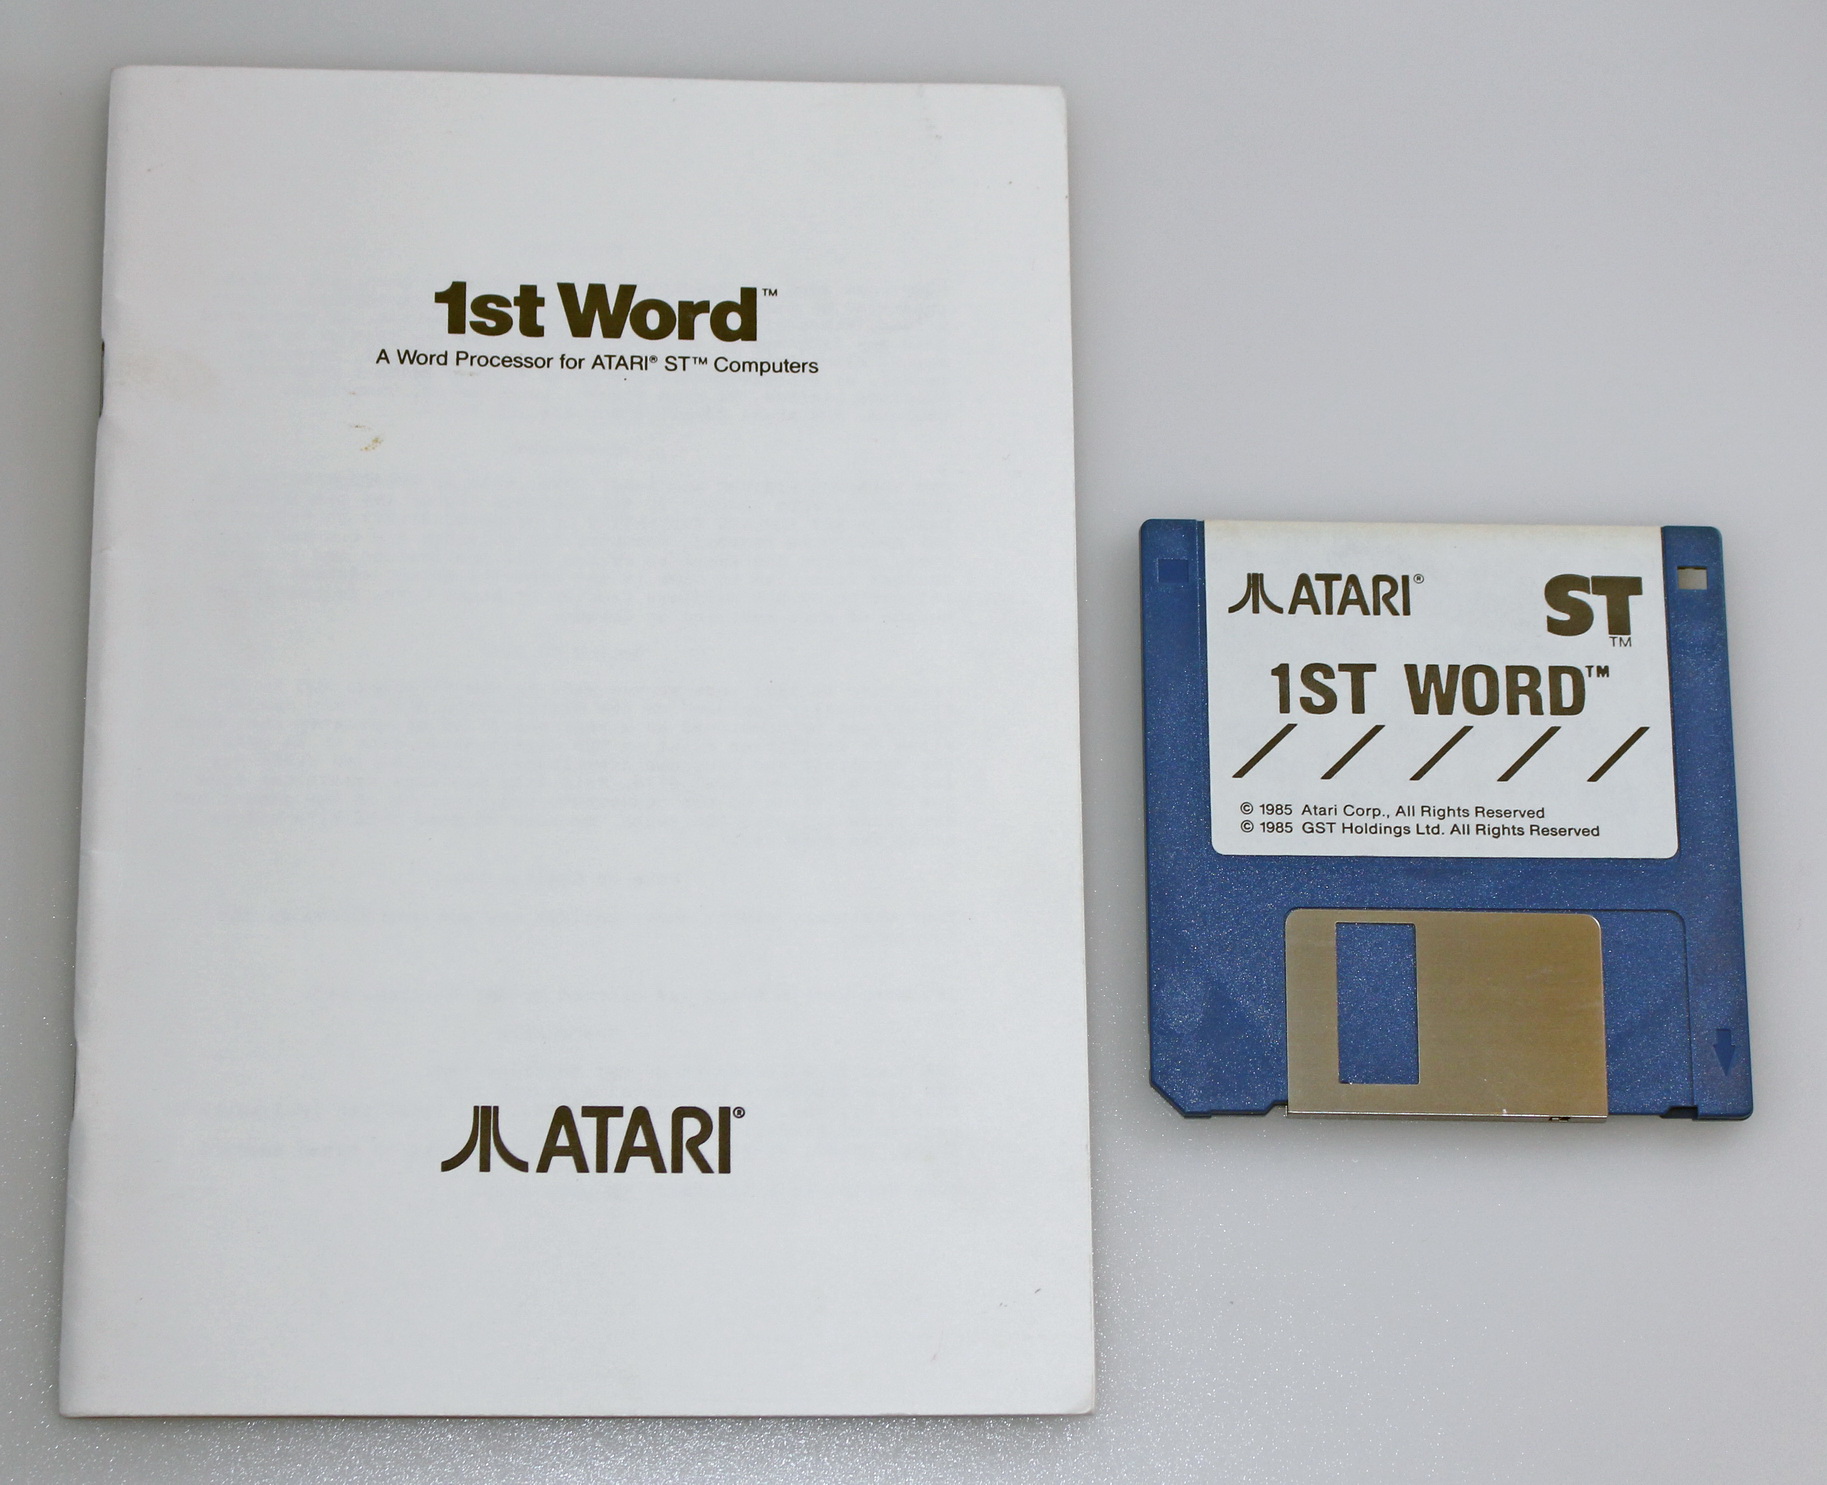 1st Word™
A Word Processor for ATARI® ST™ Computers
ATARI®
ATARI®
ST™
1ST WORD™
/ / / / /
© 1985 Atari Corp., All Rights Reserved
© 1985 GST Holdings Ltd. All Rights Reserved